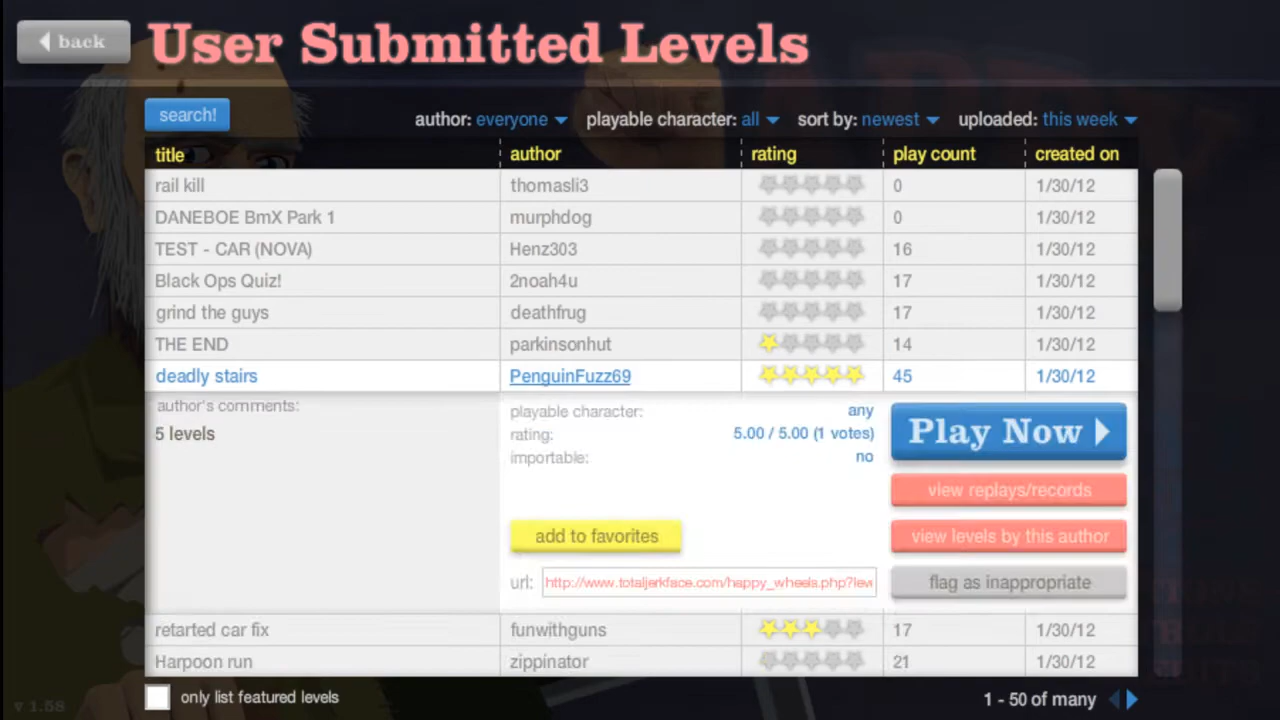 back
User Submitted Levels
search!
author: everyone playable character: all sort by: newest uploaded: this week
title author rating play count created on
rail kill thomasli3 0 1/30/12
DANEBOE BmX Park 1 murphdog 0 1/30/12
TEST - CAR (NOVA) Henz303 16 1/30/12
Black Ops Quiz! 2noah4u 17 1/30/12
grind the guys deathfrug 17 1/30/12
THE END parkinsonhut 14 1/30/12
deadly stairs PenguinFuzz69 45 1/30/12
author's comments:
5 levels
playable character: any
rating: 5.00 / 5.00 (1 votes)
importable: no
add to favorites
url: http://www.totaljerkface.com/happy_wheels.php?lev
Play Now
view replays/records
view levels by this author
flag as inappropriate
retarted car fix funwithguns 17 1/30/12
Harpoon run zippinator 21 1/30/12
only list featured levels
1 - 50 of many
v 1.58